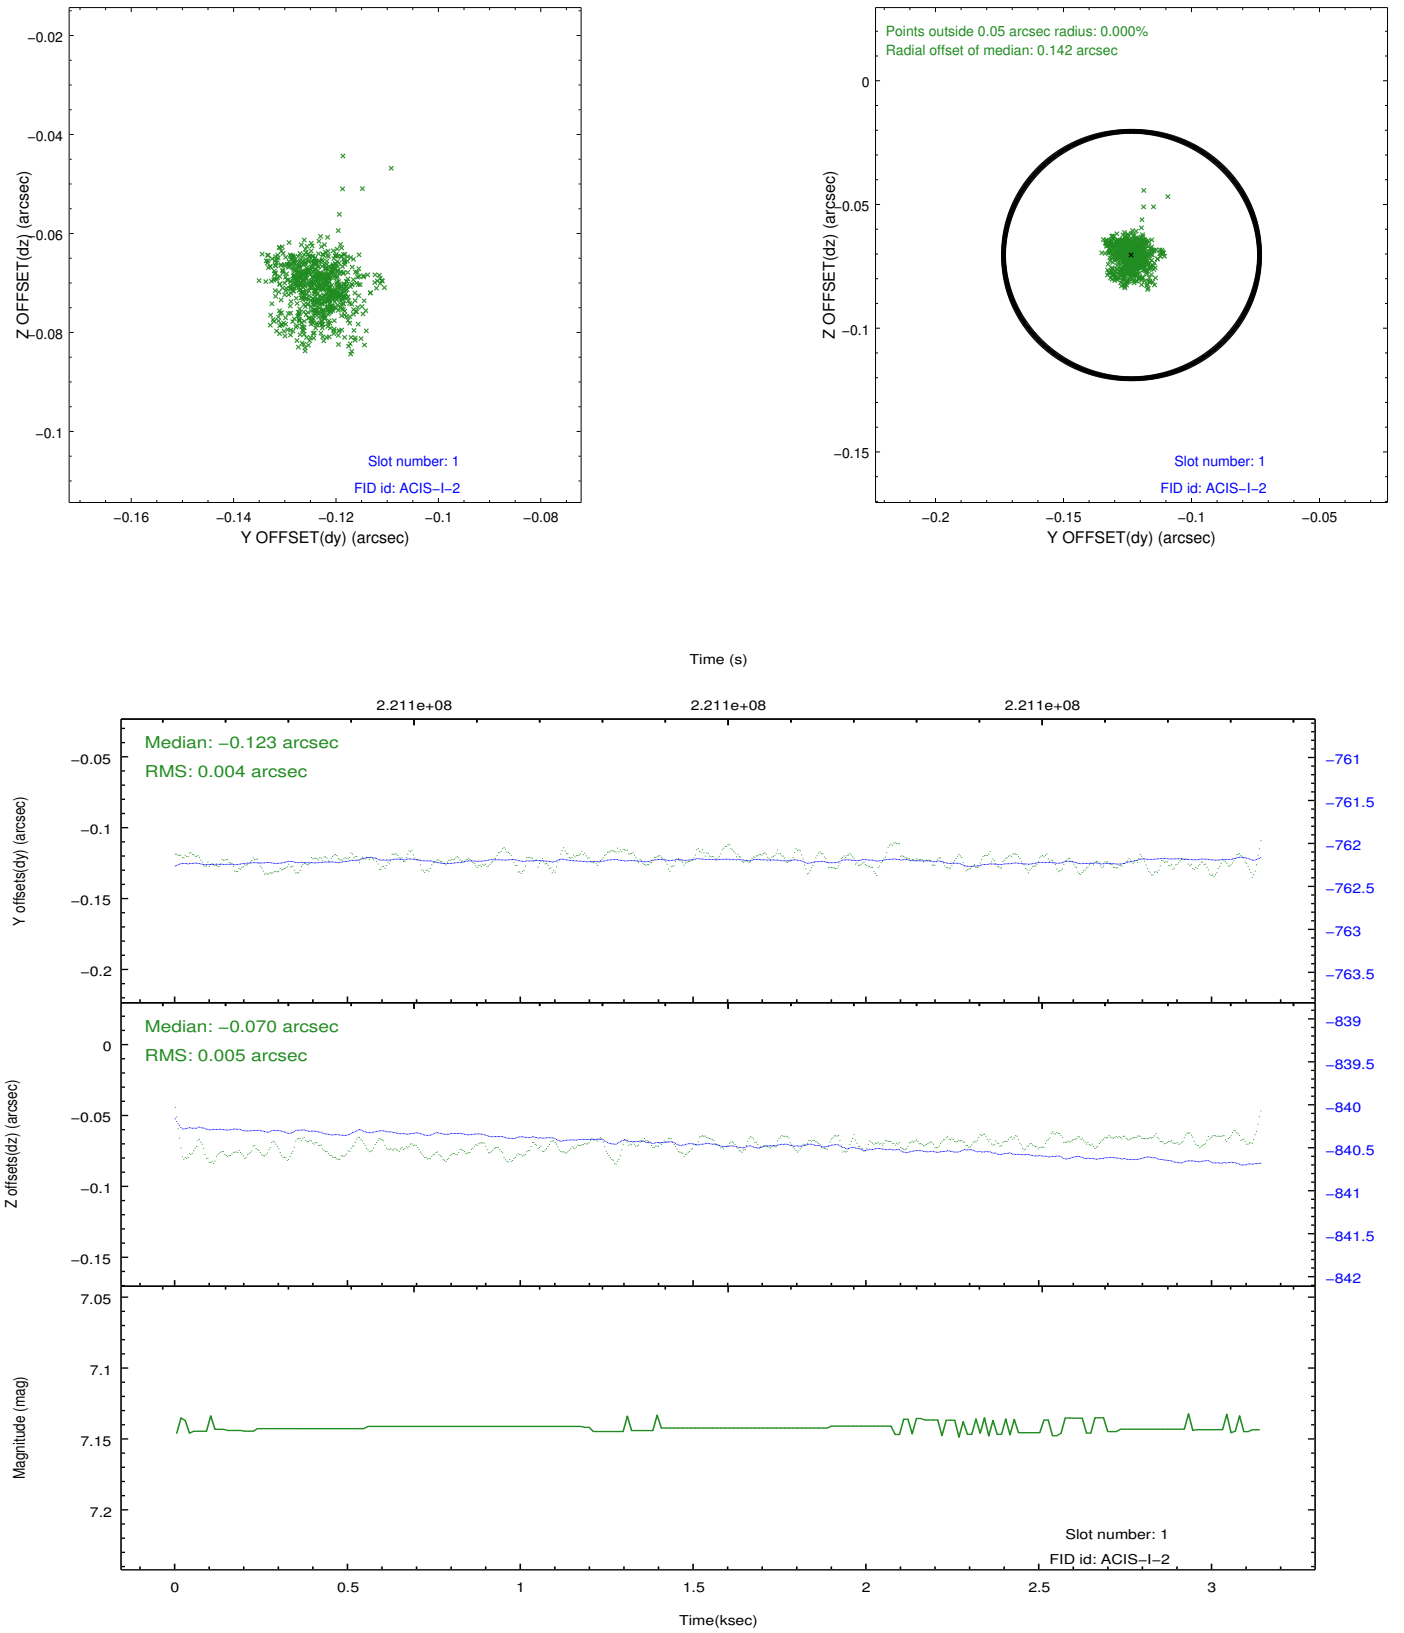 −0.02
−0.04
−0.06
−0.08
−0.1
Z OFFSET(dz) (arcsec)
Slot number: 1
FID id: ACIS−I−2
−0.16
−0.14
−0.12
−0.1
−0.08
Y OFFSET(dy) (arcsec)
Points outside 0.05 arcsec radius: 0.000%
Radial offset of median: 0.142 arcsec
0
−0.05
−0.1
−0.15
Z OFFSET(dz) (arcsec)
Slot number: 1
FID id: ACIS−I−2
−0.2
−0.15
−0.1
−0.05
Y OFFSET(dy) (arcsec)
Time (s)
2.211e+08
2.211e+08
2.211e+08
Median: −0.123 arcsec
RMS: 0.004 arcsec
−0.05
−0.1
−0.15
−0.2
Y offsets(dy) (arcsec)
−761
−761.5
−762
−762.5
−763
−763.5
Median: −0.070 arcsec
RMS: 0.005 arcsec
0
−0.05
−0.1
−0.15
Z offsets(dz) (arcsec)
−839
−839.5
−840
−840.5
−841
−841.5
−842
7.05
7.1
7.15
7.2
Magnitude (mag)
Slot number: 1
FID id: ACIS−I−2
0
0.5
1
1.5
2
2.5
3
Time(ksec)